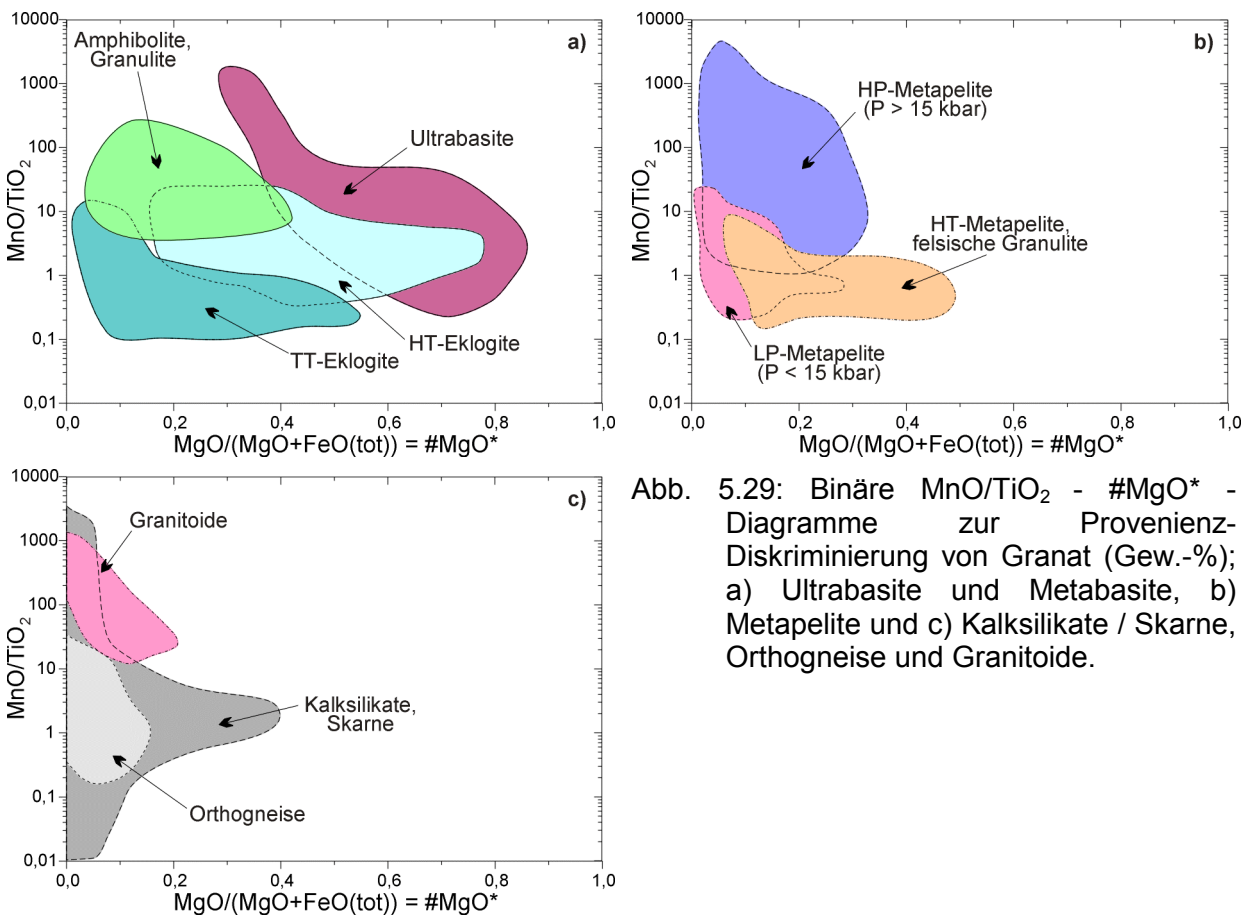 10000
1000
100
10
1
0,1
0,01
MnO/TiO₂
Amphibolite,
Granulite
a)
Ultrabasite
HT-Eklogite
TT-Eklogite
0,0 0,2 0,4 0,6 0,8 1,0
MgO/(MgO+FeO(tot)) = #MgO*
10000
1000
100
10
1
0,1
0,01
MnO/TiO₂
b)
HP-Metapelite
(P > 15 kbar)
HT-Metapelite,
felsische Granulite
LP-Metapelite
(P < 15 kbar)
0,0 0,2 0,4 0,6 0,8 1,0
MgO/(MgO+FeO(tot)) = #MgO*
10000
1000
100
10
1
0,1
0,01
MnO/TiO₂
c)
Granitoide
Kalksilikate,
Skarne
Orthogneise
0,0 0,2 0,4 0,6 0,8 1,0
MgO/(MgO+FeO(tot)) = #MgO*
Abb. 5.29: Binäre MnO/TiO₂ - #MgO* -
Diagramme zur Provenienz-
Diskriminierung von Granat (Gew.-%);
a) Ultrabasite und Metabasite, b)
Metapelite und c) Kalksilikate / Skarne,
Orthogneise und Granitoide.